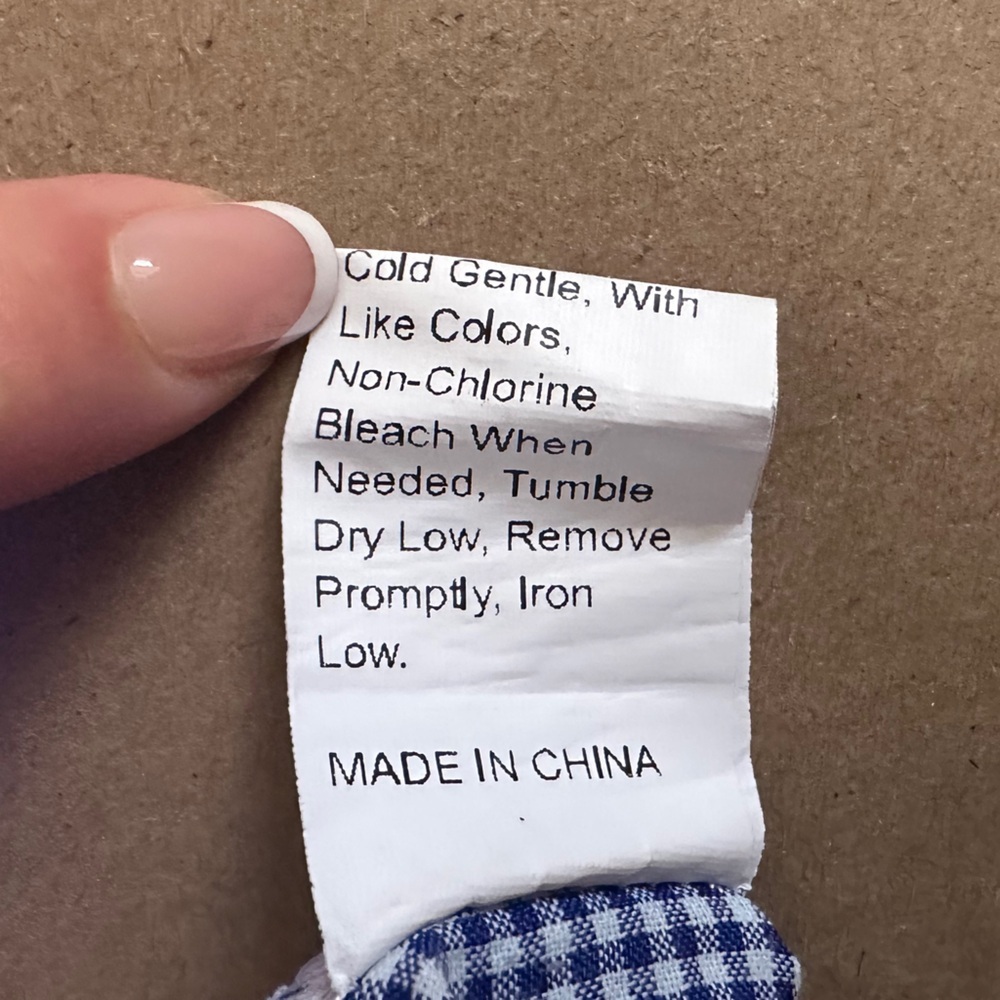 Cold Gentle, With
Like Colors,
Non-Chlorine
Bleach When
Needed, Tumble
Dry Low, Remove
Promptly, Iron
Low.
MADE IN CHINA